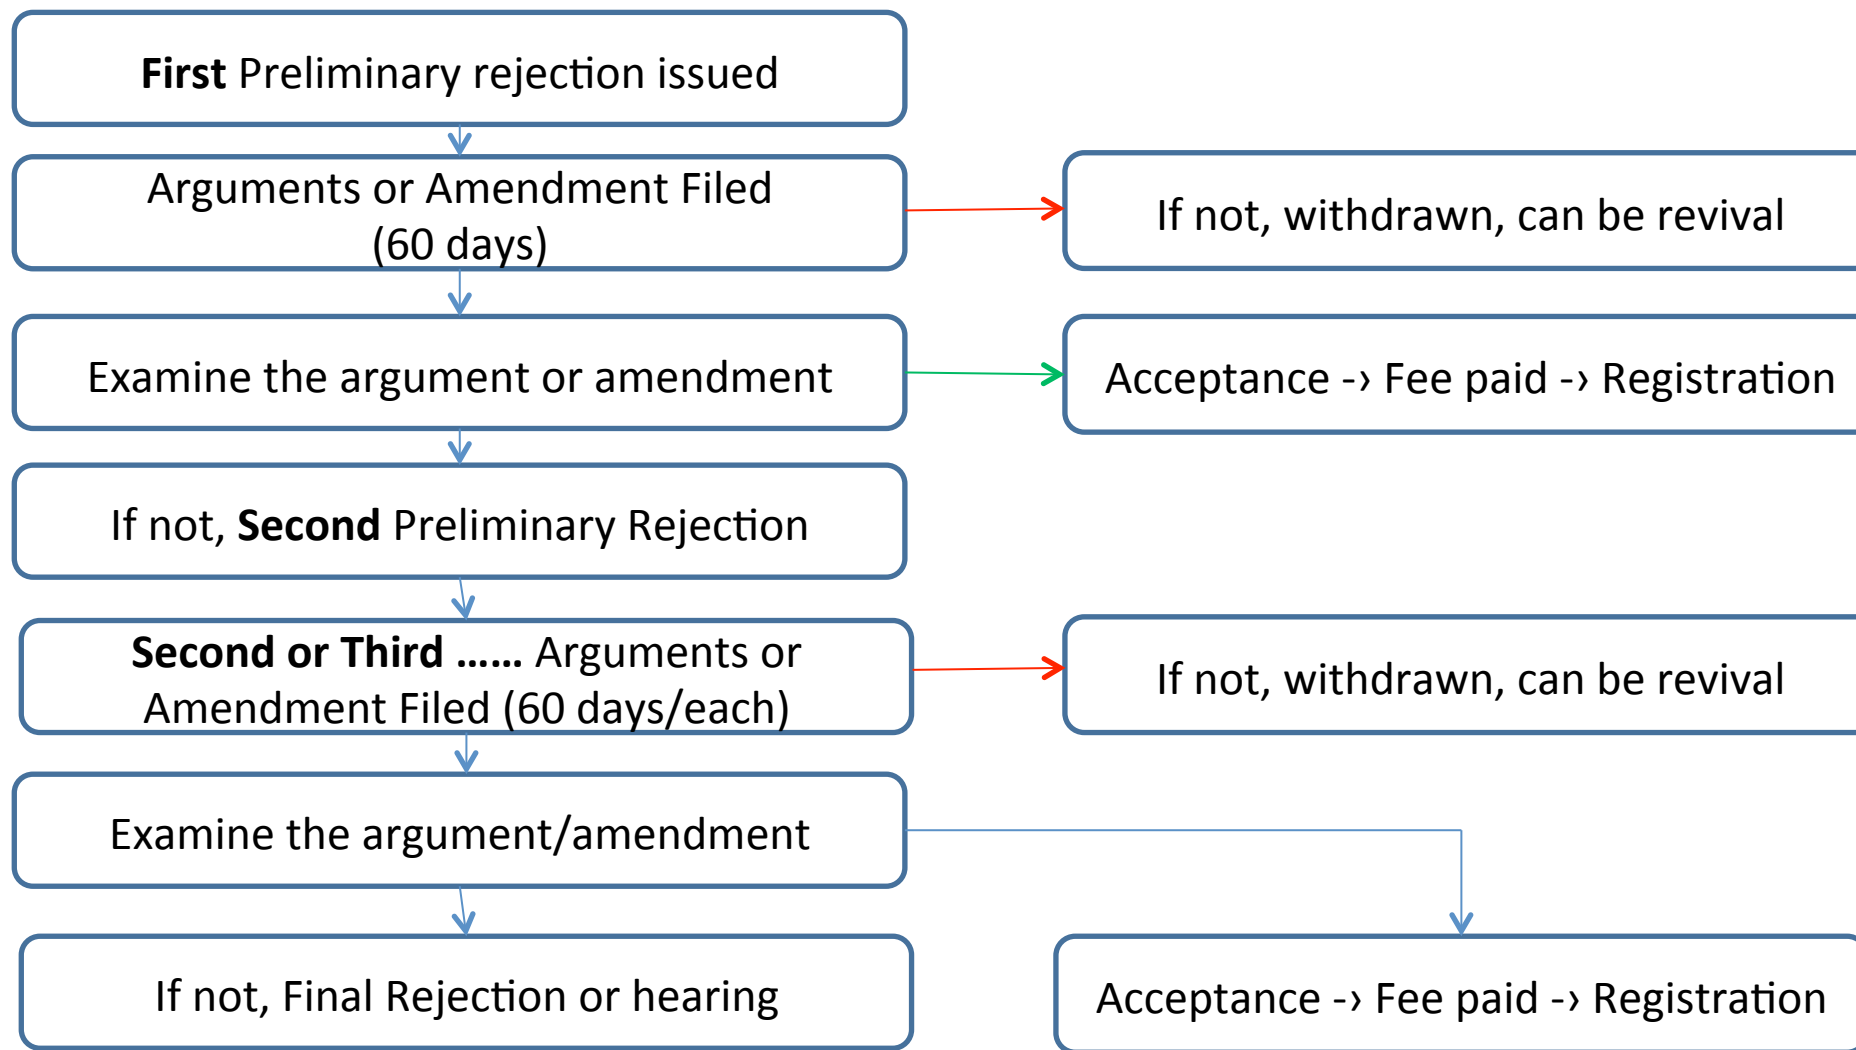 First Preliminary rejection issued
Arguments or Amendment Filed
(60 days)
If not, withdrawn, can be revival
Examine the argument or amendment
Acceptance -› Fee paid -› Registration
If not, Second Preliminary Rejection
Second or Third ...... Arguments or
Amendment Filed (60 days/each)
If not, withdrawn, can be revival
Examine the argument/amendment
If not, Final Rejection or hearing
Acceptance -› Fee paid -› Registration